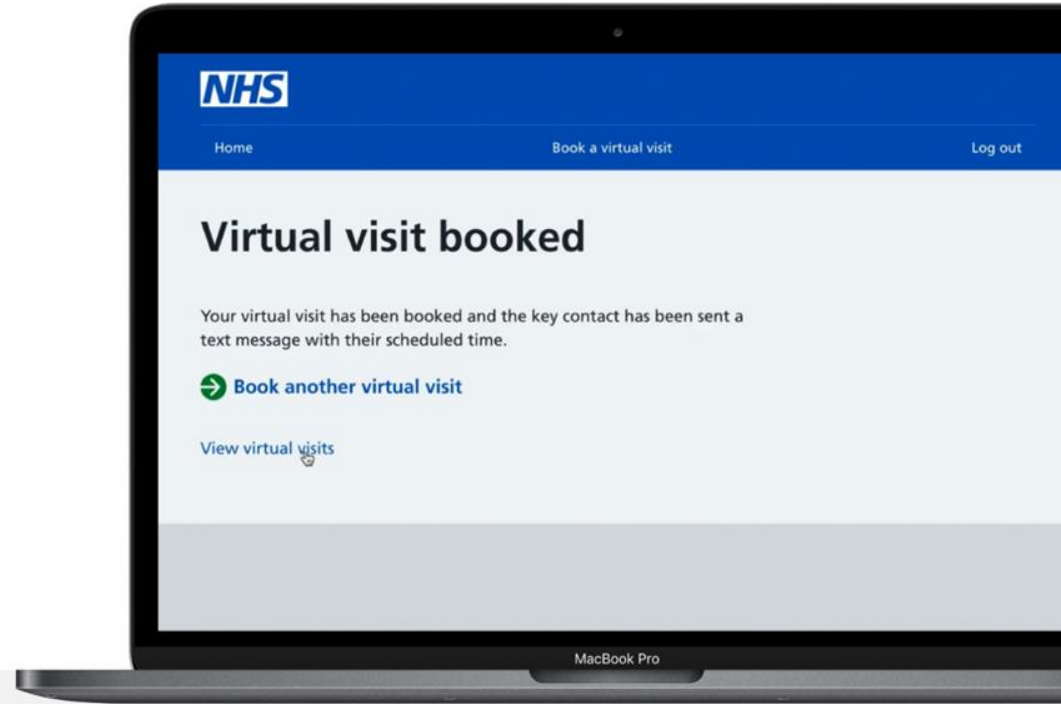 NHS
Home
Book a virtual visit
Log out
Virtual visit booked
Your virtual visit has been booked and the key contact has been sent a
text message with their scheduled time.
Book another virtual visit
View virtual visits
MacBook Pro